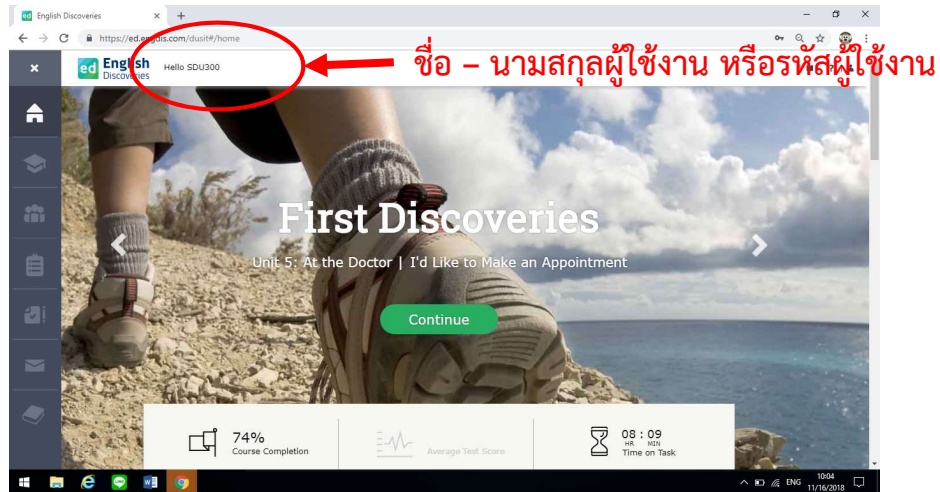 English Discoveries
https://ed.engdis.com/dusit#/home
ed English Discoveries
Hello SDU300
ชื่อ – นามสกุลผู้ใช้งาน หรือรหัสผู้ใช้งาน
First Discoveries
Unit 5: At the Doctor | I'd Like to Make an Appointment
Continue
74%
Course Completion
Average Test Score
08 : 09
HR MIN
Time on Task
ENG
10:04
11/16/2018